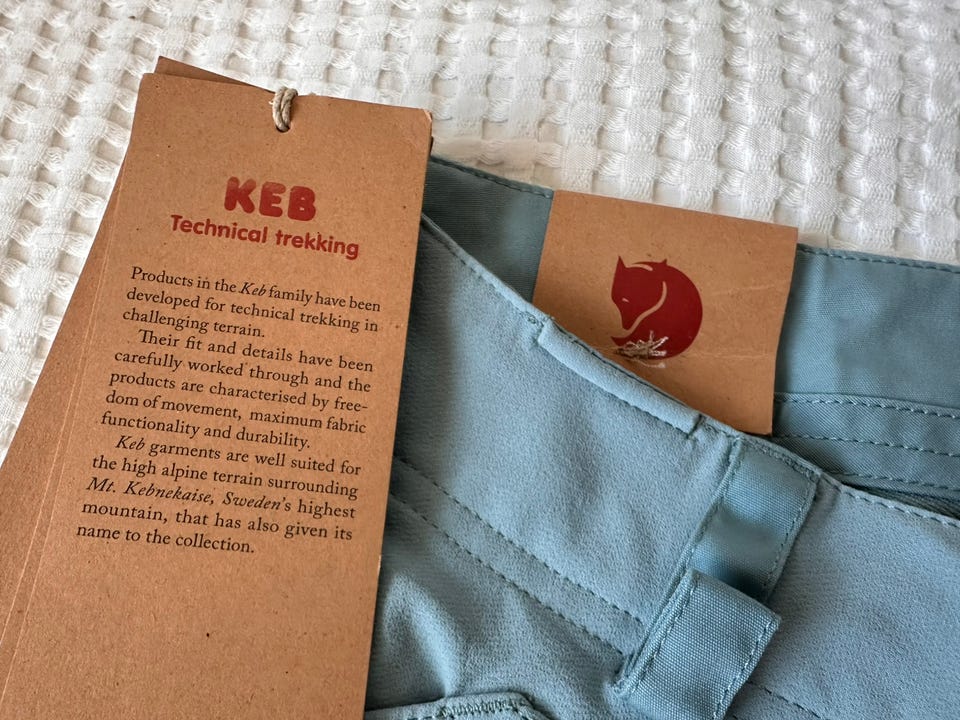 KEB
Technical trekking
Products in the Keb family have been
developed for technical trekking in
challenging terrain.
Their fit and details have been
carefully worked through and the
products are characterised by free-
dom of movement, maximum fabric
functionality and durability.
Keb garments are well suited for
the high alpine terrain surrounding
Mt. Kebnekaise, Sweden's highest
mountain, that has also given its
name to the collection.